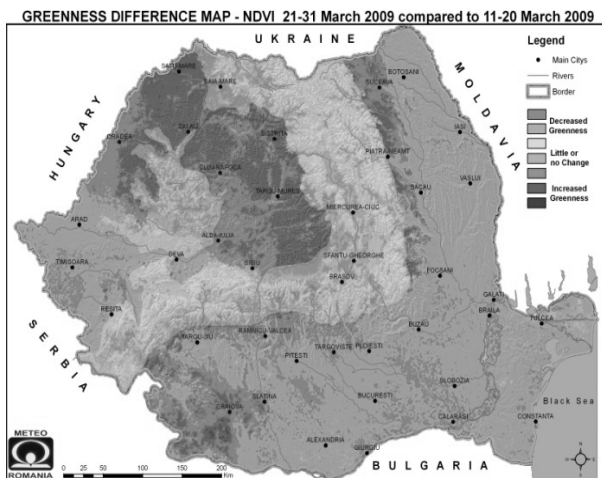 GREENNESS DIFFERENCE MAP - NDVI 21-31 March 2009 compared to 11-20 March 2009
UKRAINE
Legend
Main Citys
Rivers
Border
Decreased
Greenness
Little or
no Change
Increased
Greenness
MOLDAVIA
HUNGARY
SERBIA
BULGARIA
Black Sea
SATU-MARE
BAIA-MARE
SUCEAVA
BOTOSANI
ORADEA
ZALAU
BISTRITA
IASI
PIATRA-NEAMT
CLUJ-NAPOCA
TARGU-MURES
BACAU
VASLUI
MIERCUREA-CIUC
ARAD
ALBA-IULIA
DEVA
SIBIU
SFANTU-GHEORGHE
TIMISOARA
BRASOV
FOCSANI
RESITA
GALATI
BRAILA
TULCEA
RAMNICU-VALCEA
TARGU-JIU
BUZAU
PITESTI
TARGOVISTE
PLOIESTI
SLOBOZIA
CRAIOVA
SLATINA
BUCURESTI
CALARASI
CONSTANTA
ALEXANDRIA
GIURGIU
METEO
ROMANIA
0 25 50 100 150 200
Km
N
W
E
S